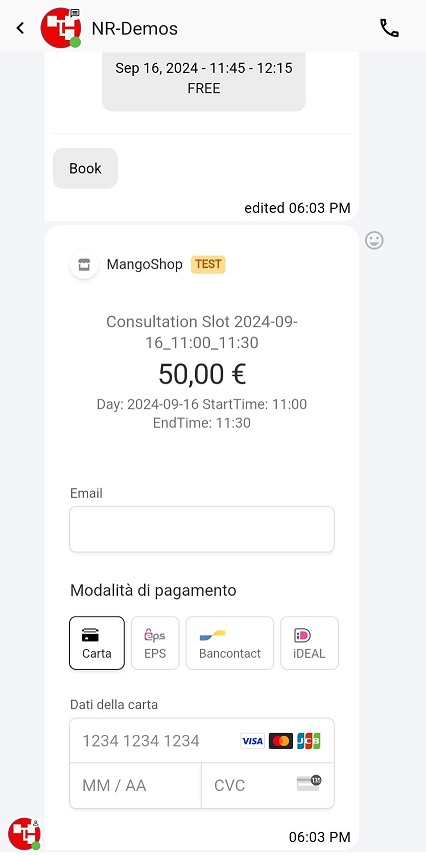 NR-Demos
Sep 16, 2024 - 11:45 - 12:15
FREE
Book
edited 06:03 PM
MangoShop TEST
Consultation Slot 2024-09-
16_11:00_11:30
50,00 €
Day: 2024-09-16 StartTime: 11:00
EndTime: 11:30
Email
Modalità di pagamento
Carta
eps EPS
Bancontact
iD iDEAL
Dati della carta
1234 1234 1234 VISA JCB
MM / AA CVC 135
06:03 PM